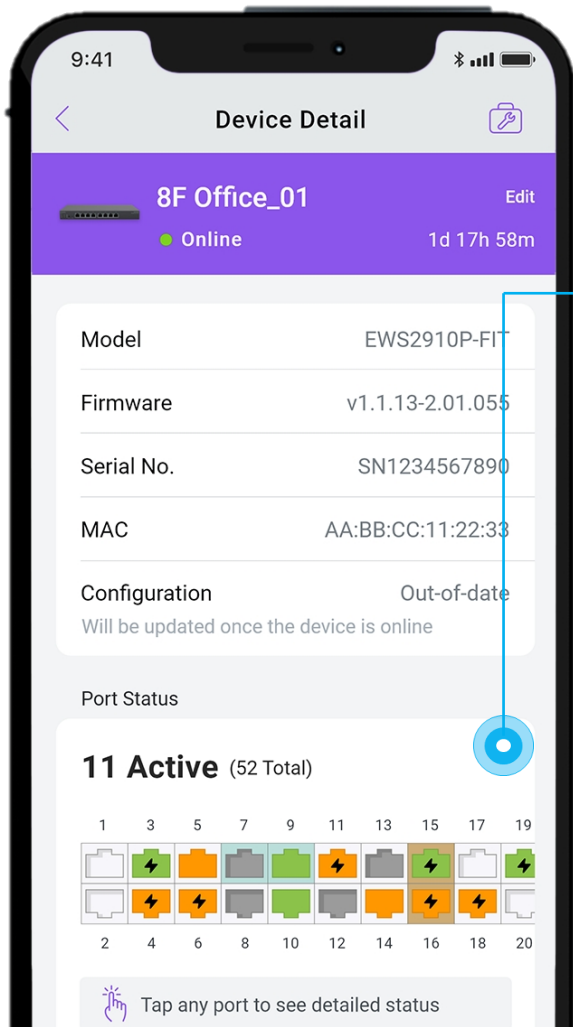 9:41
Device Detail
8F Office_01 Edit
Online 1d 17h 58m
Model EWS2910P-FIT
Firmware v1.1.13-2.01.055
Serial No. SN1234567890
MAC AA:BB:CC:11:22:33
Configuration Out-of-date
Will be updated once the device is online
Port Status
11 Active (52 Total)
1 3 5 7 9 11 13 15 17 19
2 4 6 8 10 12 14 16 18 20
Tap any port to see detailed status